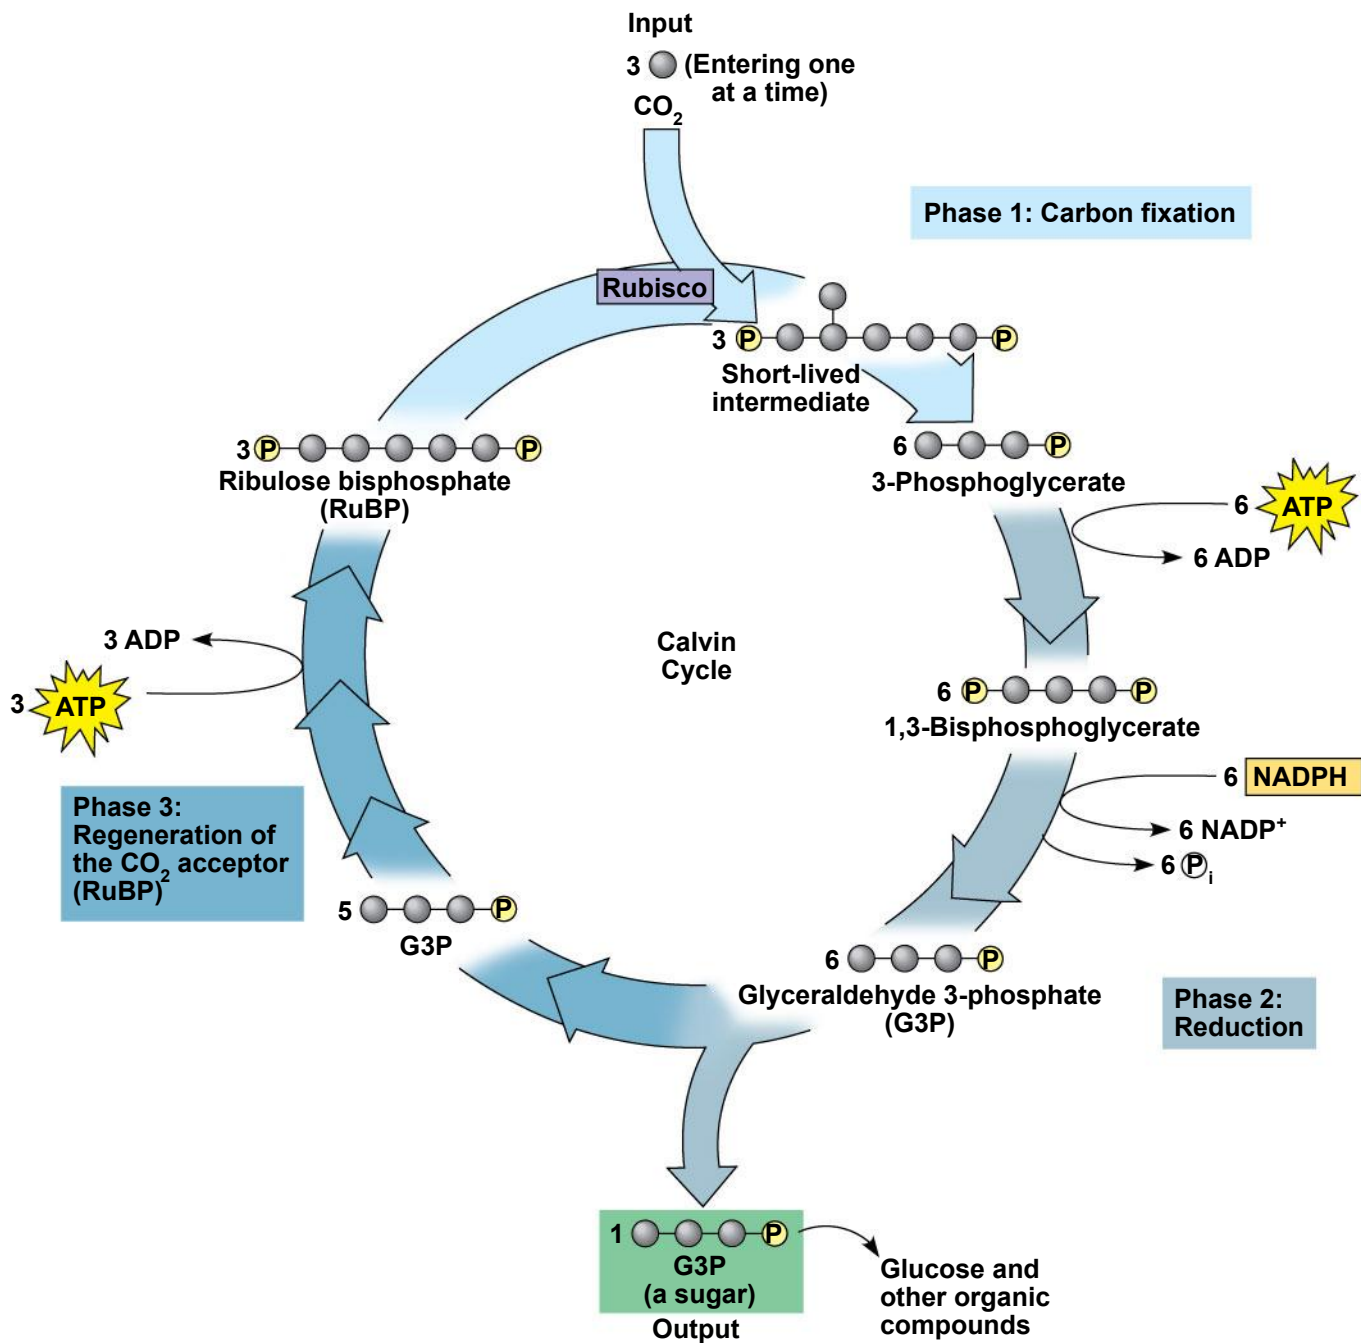 Input
3 (Entering one
at a time)
CO₂
Phase 1: Carbon fixation
Rubisco
3 P P
Short-lived
intermediate
3 P P
Ribulose bisphosphate
(RuBP)
6 P
3-Phosphoglycerate
6 ATP
6 ADP
Calvin
Cycle
3 ADP
3 ATP
6 P P
1,3-Bisphosphoglycerate
6 NADPH
6 NADP⁺
6 Pᵢ
Phase 3:
Regeneration of
the CO₂ acceptor
(RuBP)
5 P
G3P
6 P
Glyceraldehyde 3-phosphate
(G3P)
Phase 2:
Reduction
1 P
G3P
(a sugar)
Output
Glucose and
other organic
compounds